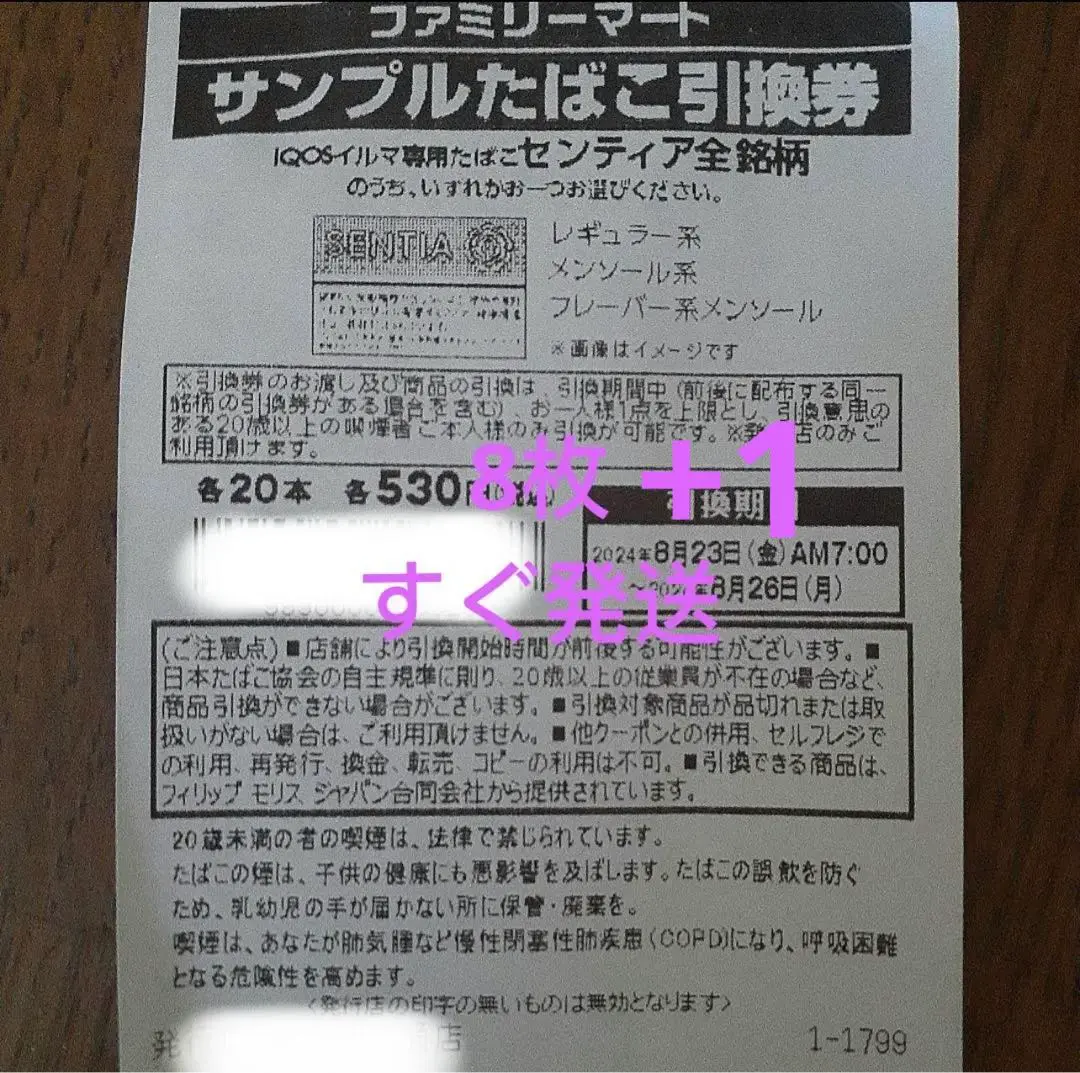 ファミリーマート
サンプルたばこ引換券
IQOSイルマ専用たばこセンティア全銘柄
のうち、いずれかお一つお選びください。
SENTIA
レギュラー系
メンソール系
フレーバー系メンソール
※画像はイメージです
※引換券のお渡し及び商品の引換は、引換期間中(前後に配布する同一
銘柄の引換券がある場合を含む)、お一人様1点を上限とし、引換意思の
ある20歳以上の喫煙者ご本人様のみ引換が可能です。※発 店のみご
利用頂けます。
8枚 +1
各20本 各530円(税込)
引換期
2024年8月23日(金)AM7:00
~ 8月26日(月)
すぐ発送
(ご注意点)■店舗により引換開始時間が前後する可能性がございます。■
日本たばこ協会の自主規準に則り、20歳以上の従業員が不在の場合など、
商品引換ができない場合がございます。■引換対象商品が品切れまたは取
扱いがない場合は、ご利用頂けません。■他クーポンとの併用、セルフレジで
の利用、再発行、換金、転売、コピーの利用は不可。■引換できる商品は、
フィリップ モリス ジャパン合同会社から提供されています。
20歳未満の者の喫煙は、法律で禁じられています。
たばこの煙は、子供の健康にも悪影響を及ぼします。たばこの誤飲を防ぐ
ため、乳幼児の手が届かない所に保管・廃棄を。
喫煙は、あなたが肺気腫など慢性閉塞性肺疾患(COPD)になり、呼吸困難
となる危険性を高めます。
<発行店の印字の無いものは無効となります>
発
店
1-1799